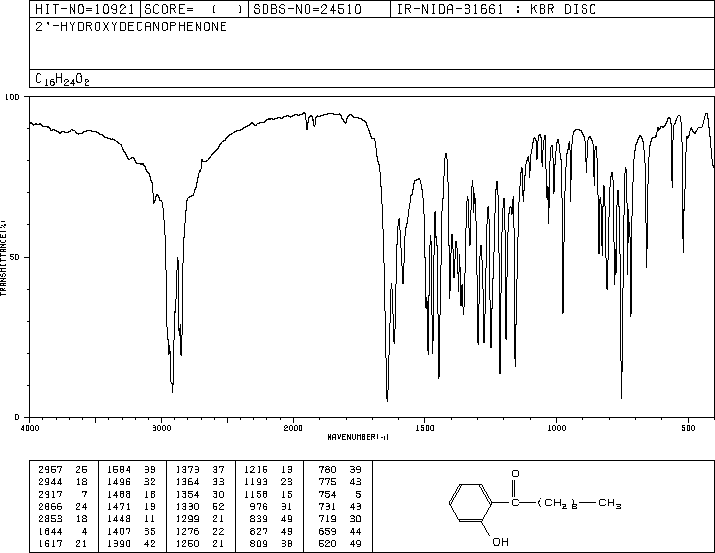 HIT-NO=10921 SCORE= ( ) SDBS-NO=24510 IR-NIDA-31661 : KBR DISC
2'-HYDROXYDECANOPHENONE
C16H24O2
100
50
0
TRANSMITTANCE(%)
4000 3000 2000 1500 1000 500
WAVENUMBER(-1)
2957 26 1584 39 1373 37 1216 13 780 39
2944 18 1496 32 1364 33 1193 23 775 43
2917 7 1488 18 1354 30 1158 15 754 5
2866 24 1471 19 1330 52 976 31 731 43
2853 18 1448 11 1299 21 839 49 719 30
1644 4 1407 35 1276 22 827 49 659 44
1617 21 1390 42 1250 21 809 38 520 49
O
C (CH2)8 CH3
OH